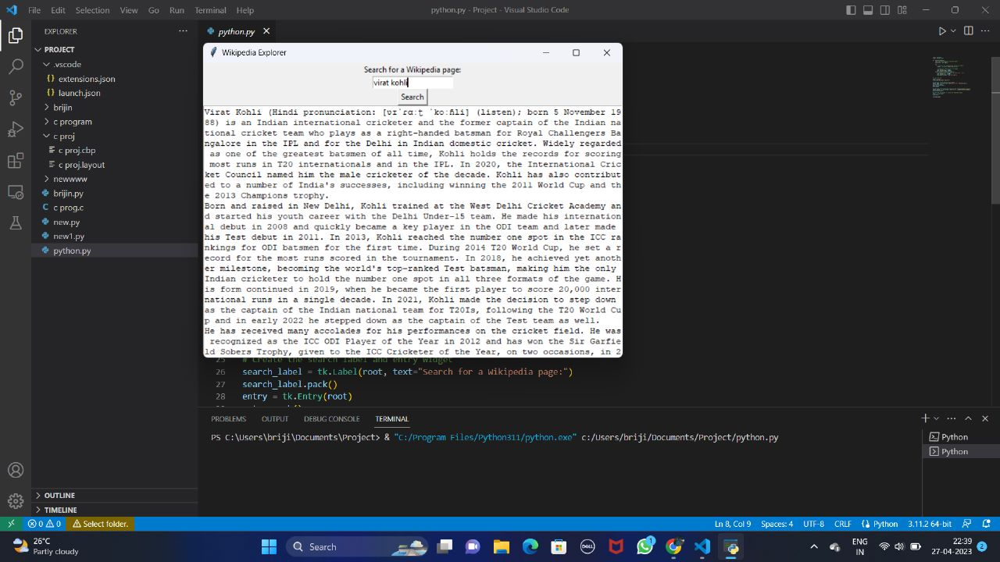 File Edit Selection View Go Run Terminal Help
python.py - Project - Visual Studio Code
EXPLORER
PROJECT
.vscode
extensions.json
launch.json
brijin
c program
c proj
c proj.cbp
c proj.layout
newwww
brijit.py
c prog.c
new.py
new1.py
python.py
OUTLINE
TIMELINE
python.py
Wikipedia Explorer
Search for a Wikipedia page:
virat kohli
Search
Virat Kohli (Hindi pronunciation: [ʋɪˈɾɑːʈ ˈkoːɦli] (listen); born 5 November 19
88) is an Indian international cricketer and the former captain of the Indian na
tional cricket team who plays as a right-handed batsman for Royal Challengers Ba
ngalore in the IPL and for the Delhi in Indian domestic cricket. Widely regarded
as one of the greatest batsmen of all time, Kohli holds the records for scoring
most runs in T20 internationals and in the IPL. In 2020, the International Cric
ket Council named him the male cricketer of the decade. Kohli has also contribut
ed to a number of India's successes, including winning the 2011 World Cup and th
e 2013 Champions trophy.
Born and raised in New Delhi, Kohli trained at the West Delhi Cricket Academy an
d started his youth career with the Delhi Under-15 team. He made his internation
al debut in 2008 and quickly became a key player in the ODI team and later made
his Test debut in 2011. In 2013, Kohli reached the number one spot in the ICC ra
nkings for ODI batsmen for the first time. During 2014 T20 World Cup, he set a r
ecord for the most runs scored in the tournament. In 2018, he achieved yet anoth
er milestone, becoming the world's top-ranked Test batsman, making him the only
Indian cricketer to hold the number one spot in all three formats of the game. H
is form continued in 2019, when he became the first player to score 20,000 inter
national runs in a single decade. In 2021, Kohli made the decision to step down
as the captain of the Indian national team for T20Is, following the T20 World Cu
p and in early 2022 he stepped down as the captain of the Test team as well.
He has received many accolades for his performances on the cricket field. He was
recognized as the ICC ODI Player of the Year in 2012 and has won the Sir Garfie
ld Sobers Trophy, given to the ICC Cricketer of the Year, on two occasions, in 2
25 # Create the search label and entry widget
26 search_label = tk.Label(root, text="Search for a Wikipedia page:")
27 search_label.pack()
28 entry = tk.Entry(root)
PROBLEMS OUTPUT DEBUG CONSOLE TERMINAL
PS C:\Users\briji\Documents\Project> & "C:/Program Files/Python311/python.exe" c:/Users/briji/Documents/Project/python.py
Python
Python
0 0 Select folder. Ln 8, Col 9 Spaces: 4 UTF-8 CRLF Python 3.11.2 64-bit
26°C
Partly cloudy
Search
DELL
1
ENG
IN
22:39
27-04-2023
2